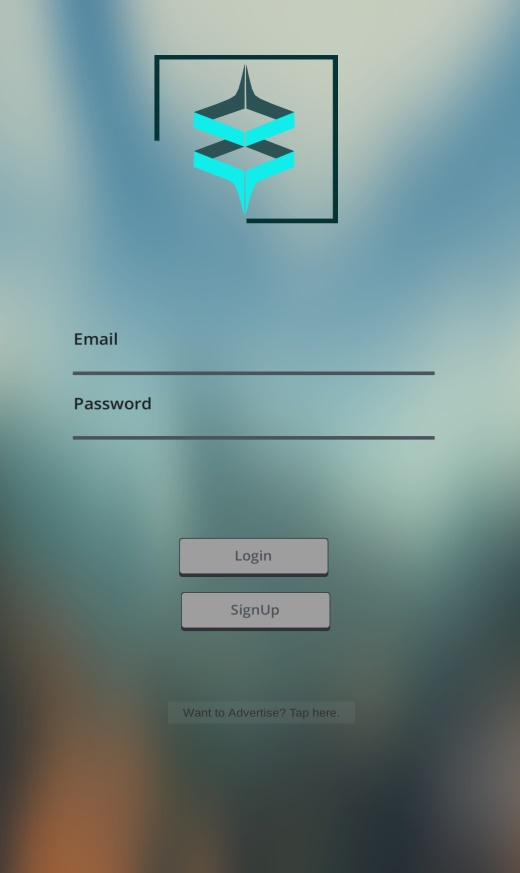 Email
Password
Login
SignUp
Want to Advertise? Tap here.